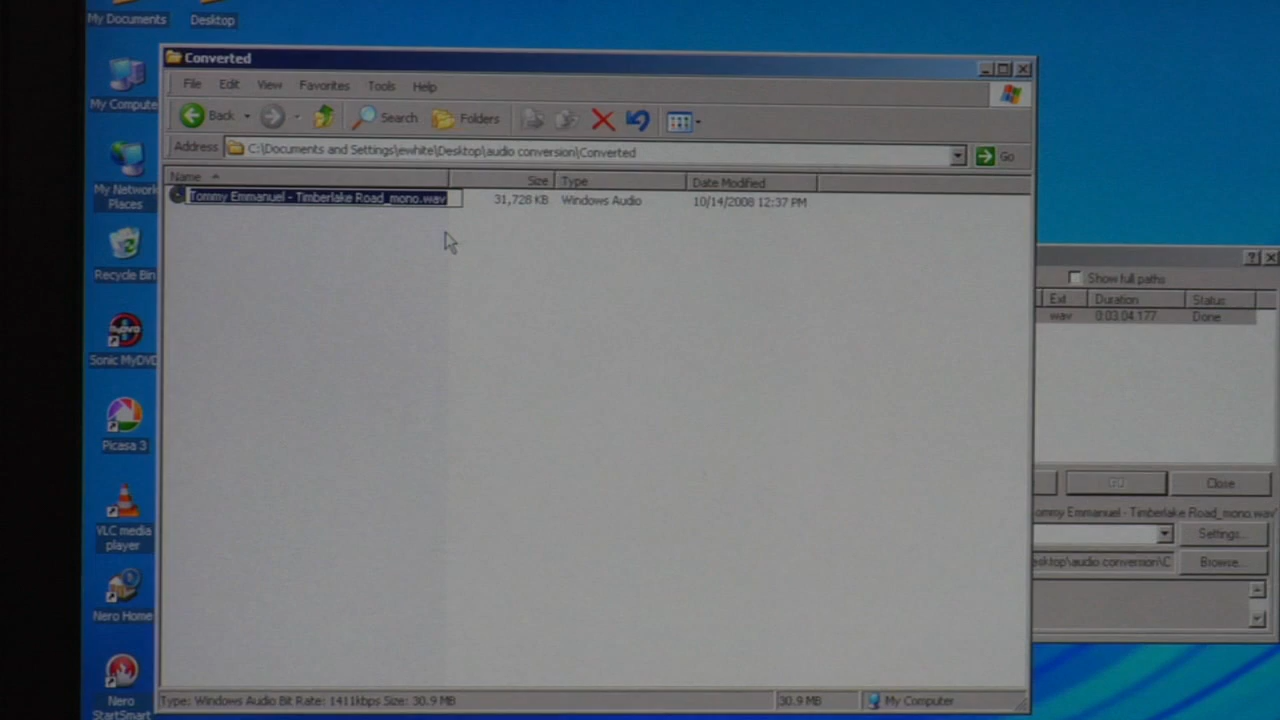 My Documents
Desktop
Converted
File Edit View Favorites Tools Help
Back Search Folders
Address C:\Documents and Settings\ewhite\Desktop\audio conversion\Converted Go
Name Size Type Date Modified
Tommy Emmanuel - Timberlake Road_mono.wav 31,728 KB Windows Audio 10/14/2008 12:37 PM
My Compute
My Network
Places
Recycle Bin
Sonic MyDVD
Picasa 3
VLC media
player
Nero Home
Nero
StartSmart
Show full paths
Ext Duration Status
wav 0:03:04.177 Done
GO Close
ommy Emmanuel - Timberlake Road_mono.wav"
Settings...
esktop\audio conversion\C Browse...
Type: Windows Audio Bit Rate: 1411kbps Size: 30.9 MB 30.9 MB My Computer